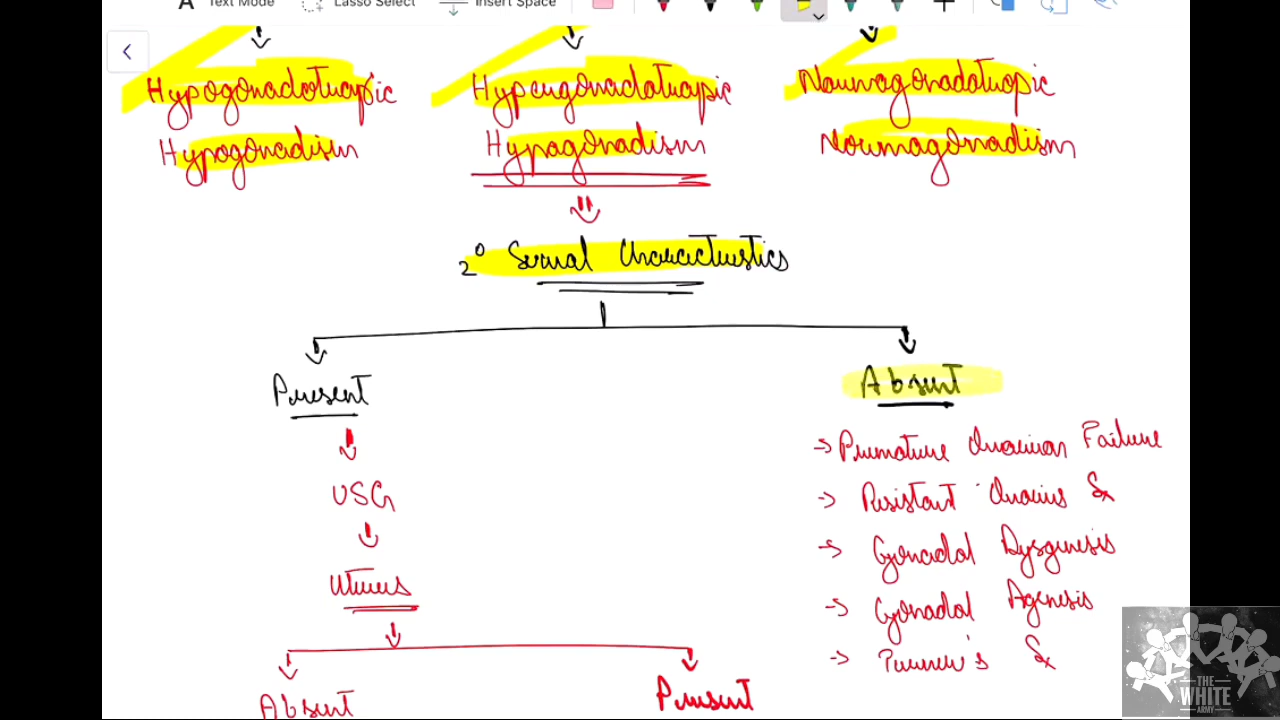 A Text Mode Lasso Select Insert Space
Hypogonadotropic Hypergonadotropic Normogonadotropic
Hypogonadism Hypogonadism Normogonadism
2° Sexual Characteristics
Present Absent
→ Premature Ovarian Failure
USG → Resistant Ovaries Sx
→ Gonadal Dysgenesis
Uterus
→ Gonadal Agenesis
→ Turner's Sx
Absent Present
THE
WHITE
ARMY